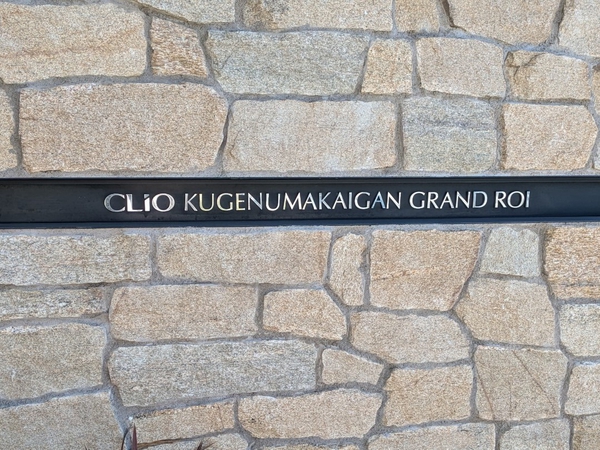 CLiO KUGENUMAKAIGAN GRAND ROI